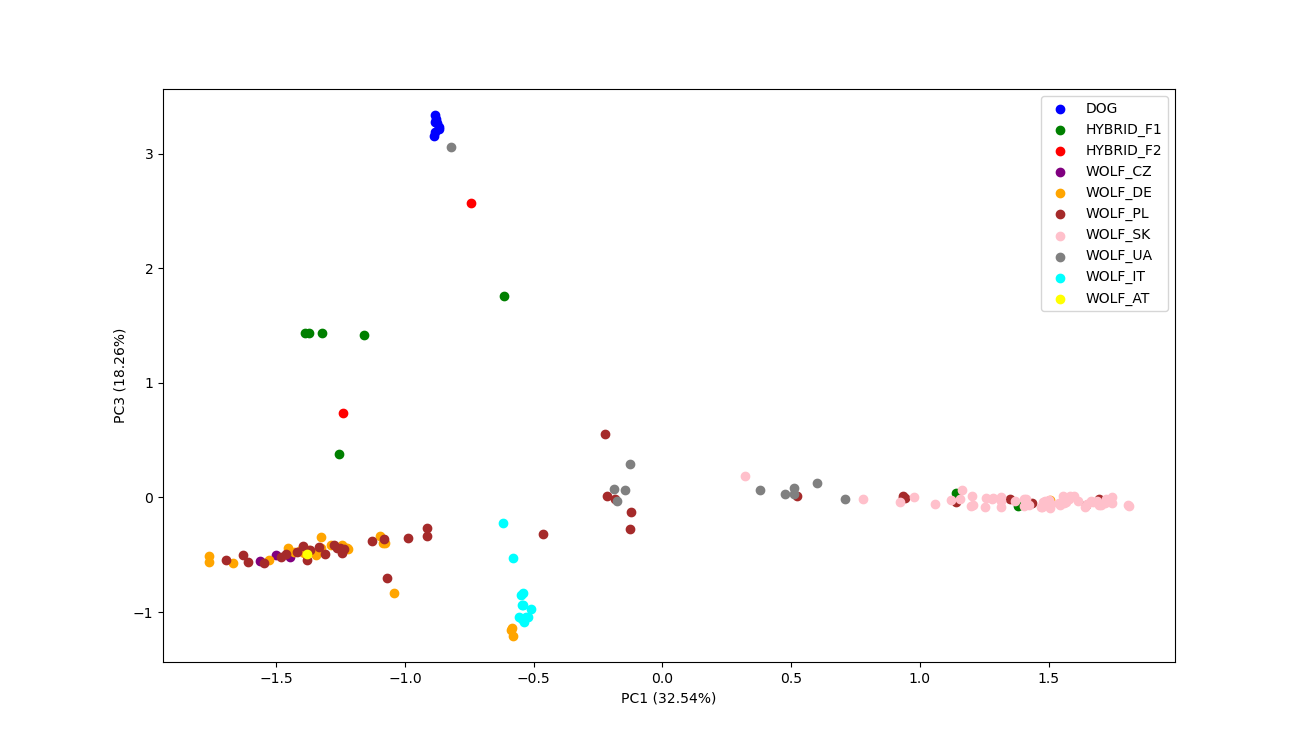 DOG
HYBRID_F1
HYBRID_F2
WOLF_CZ
WOLF_DE
WOLF_PL
WOLF_SK
WOLF_UA
WOLF_IT
WOLF_AT
PC3 (18.26%)
3
2
1
0
−1
−1.5
−1.0
−0.5
0.0
0.5
1.0
1.5
PC1 (32.54%)